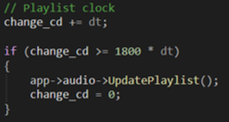 // Playlist clock
change_cd += dt;
if (change_cd >= 1800 * dt)
{
app->audio->UpdatePlaylist();
change_cd = 0;
}